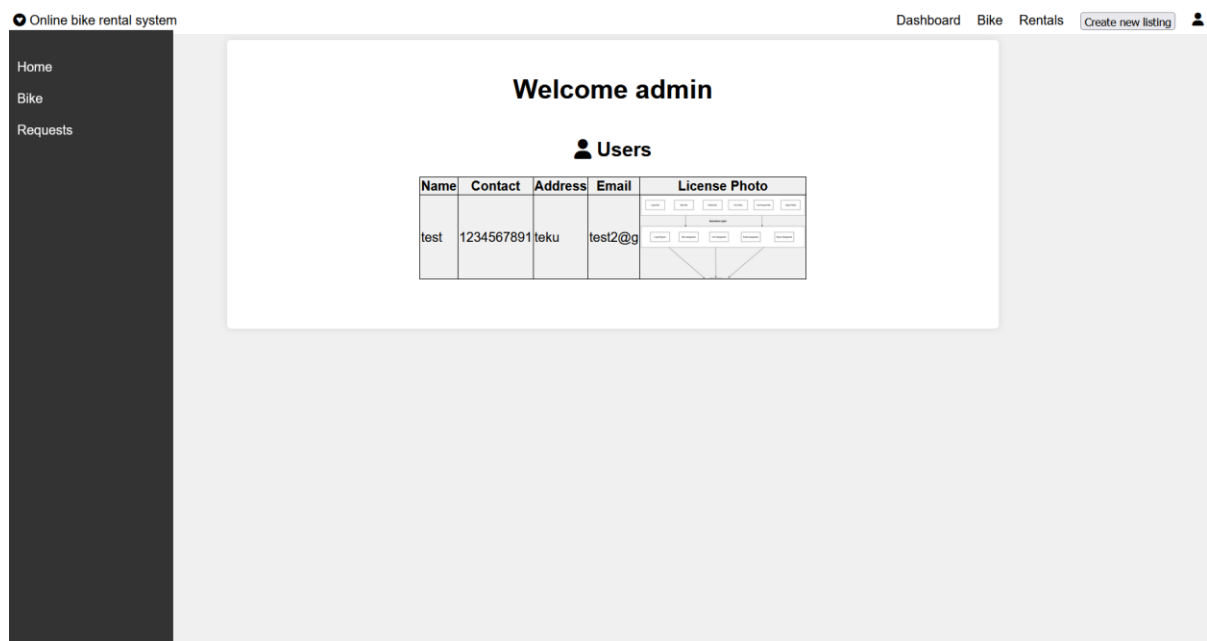 Online bike rental system
Dashboard Bike Rentals Create new listing
Home
Bike
Requests
Welcome admin
Users
Name Contact Address Email License Photo
test 1234567891 teku test2@g